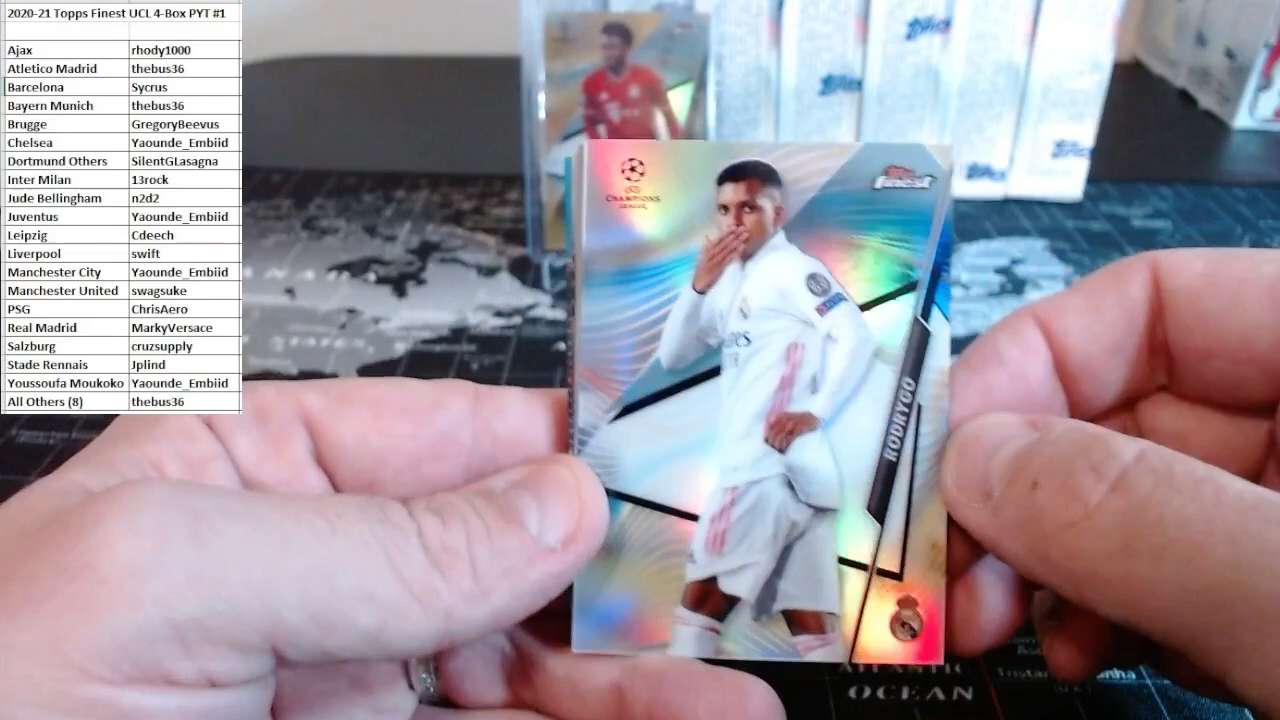 2020-21 Topps Finest UCL 4-Box PYT #1
Ajax rhody1000
Atletico Madrid thebus36
Barcelona Sycrus
Bayern Munich thebus36
Brugge GregoryBeevus
Chelsea Yaounde_Embiid
Dortmund Others SilentGLasagna
Inter Milan 13rock
Jude Bellingham n2d2
Juventus Yaounde_Embiid
Leipzig Cdeech
Liverpool swift
Manchester City Yaounde_Embiid
Manchester United swagsuke
PSG ChrisAero
Real Madrid MarkyVersace
Salzburg cruzsupply
Stade Rennais Jplind
Youssoufa Moukoko Yaounde_Embiid
All Others (8) thebus36
CHAMPIONS
LEAGUE
Topps
Finest
RODRYGO
ATLANTIC
OCEAN